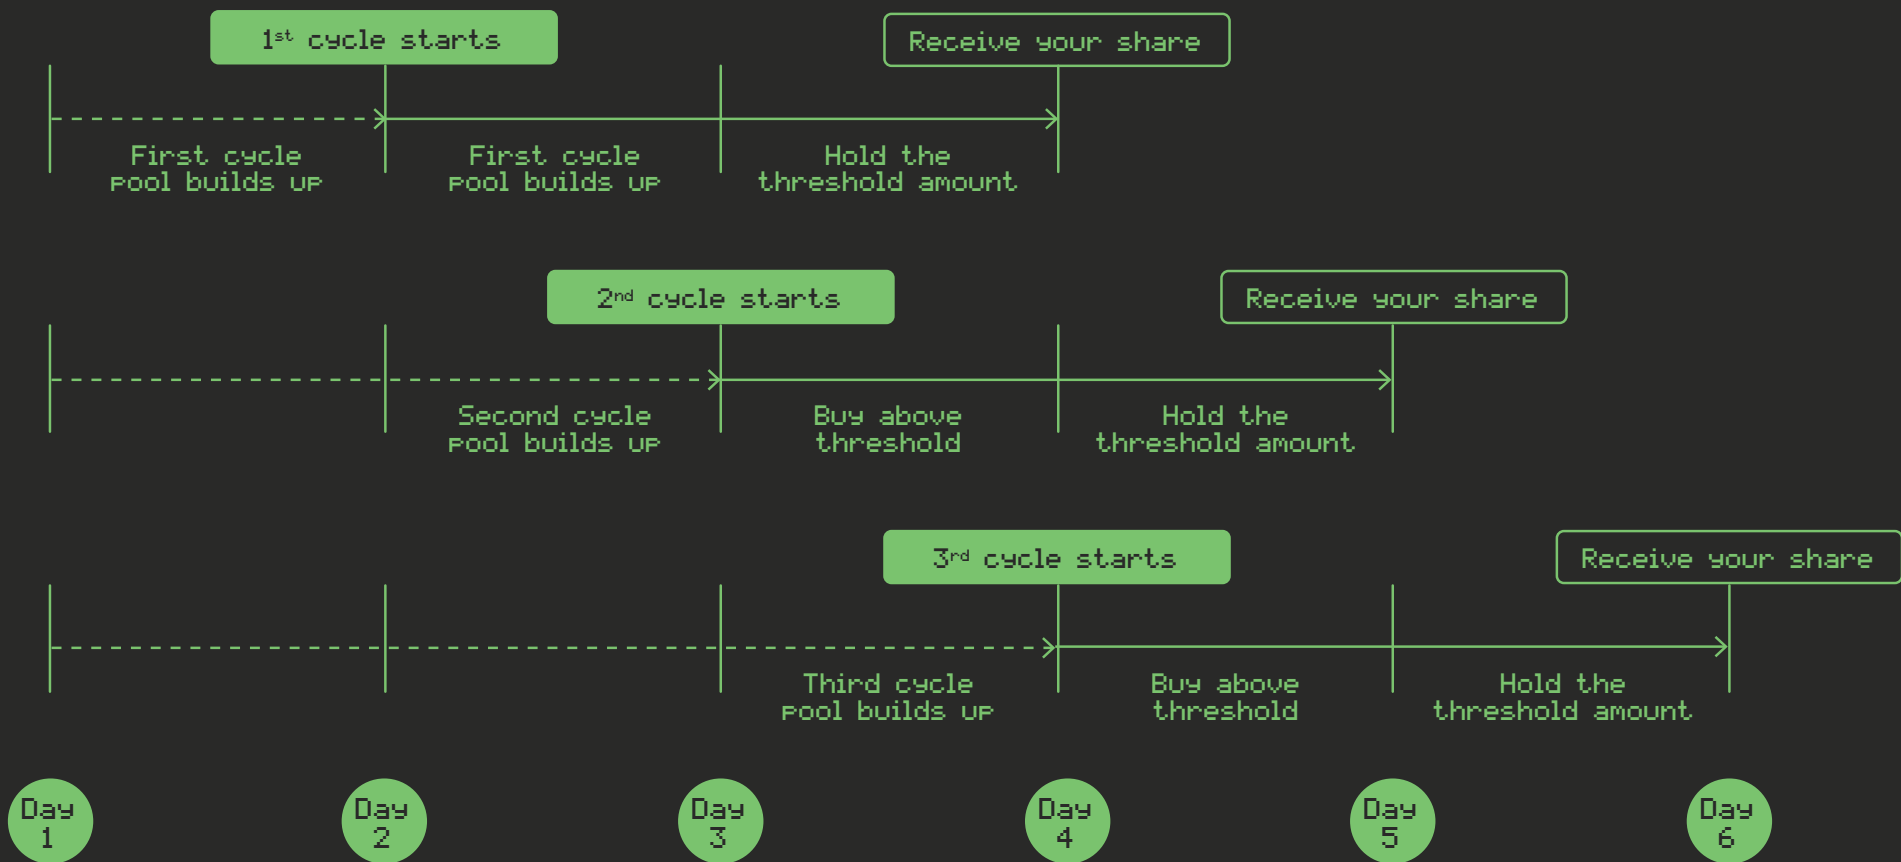 1st cycle starts
Receive your share
First cycle
pool builds up
First cycle
pool builds up
Hold the
threshold amount
2nd cycle starts
Receive your share
Second cycle
pool builds up
Buy above
threshold
Hold the
threshold amount
3rd cycle starts
Receive your share
Third cycle
pool builds up
Buy above
threshold
Hold the
threshold amount
Day
1
Day
2
Day
3
Day
4
Day
5
Day
6